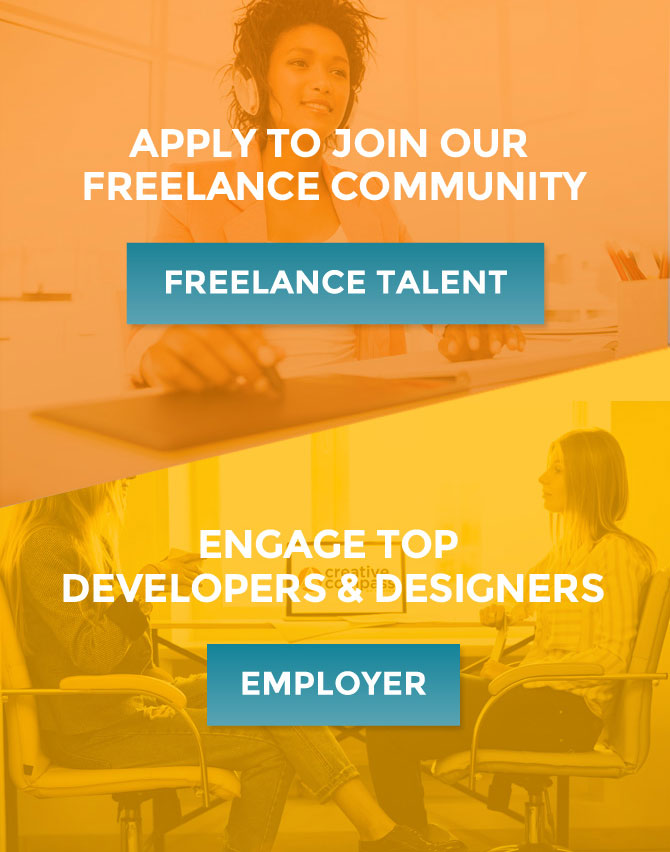 APPLY TO JOIN OUR
FREELANCE COMMUNITY
FREELANCE TALENT
ENGAGE TOP
creative
compass
DEVELOPERS & DESIGNERS
EMPLOYER